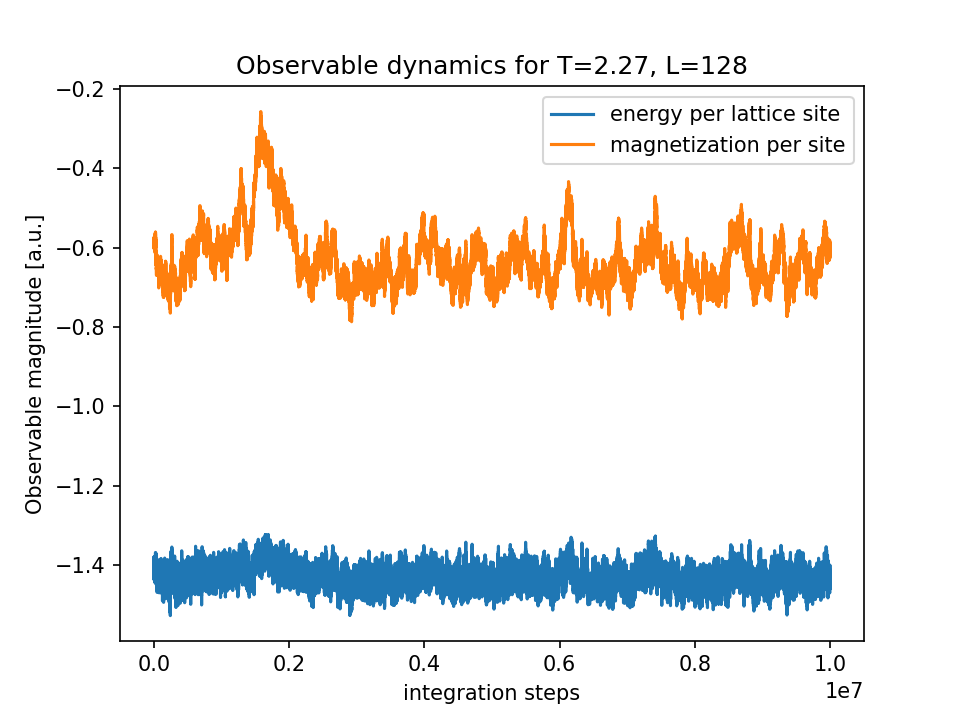 Observable dynamics for T=2.27, L=128
energy per lattice site
magnetization per site
Observable magnitude [a.u.]
−0.2
−0.4
−0.6
−0.8
−1.0
−1.2
−1.4
0.0 0.2 0.4 0.6 0.8 1.0
1e7
integration steps